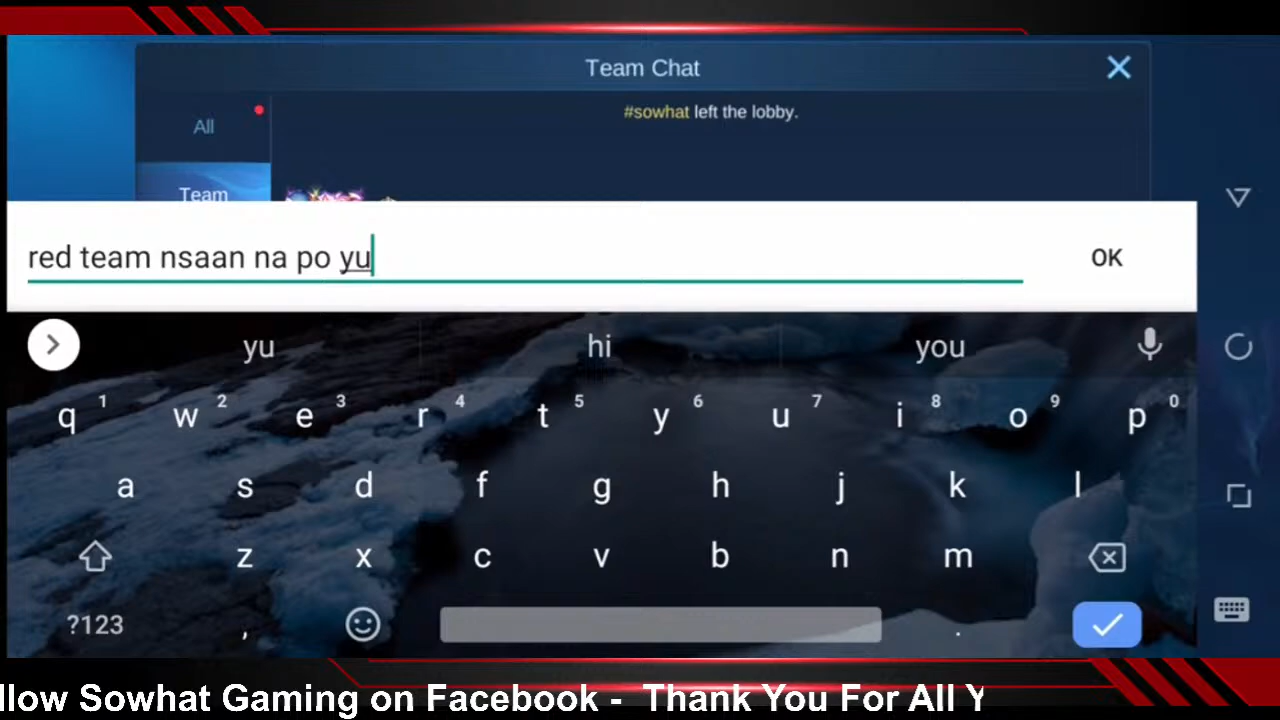 Team Chat
#sowhat left the lobby.
All
Team
red team nsaan na po yu
OK
yu hi you
q 1 w 2 e 3 r 4 t 5 y 6 u 7 i 8 o 9 p 0
a s d f g h j k l
z x c v b n m
?123 , .
llow Sowhat Gaming on Facebook - Thank You For All Y